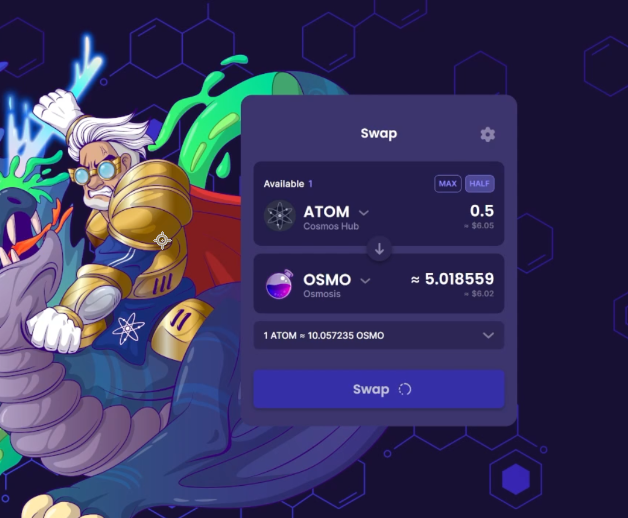 Swap
Available 1
MAX HALF
ATOM 0.5
Cosmos Hub ≈ $6.05
OSMO ≈ 5.018559
Osmosis ≈ $6.02
1 ATOM ≈ 10.057235 OSMO
Swap